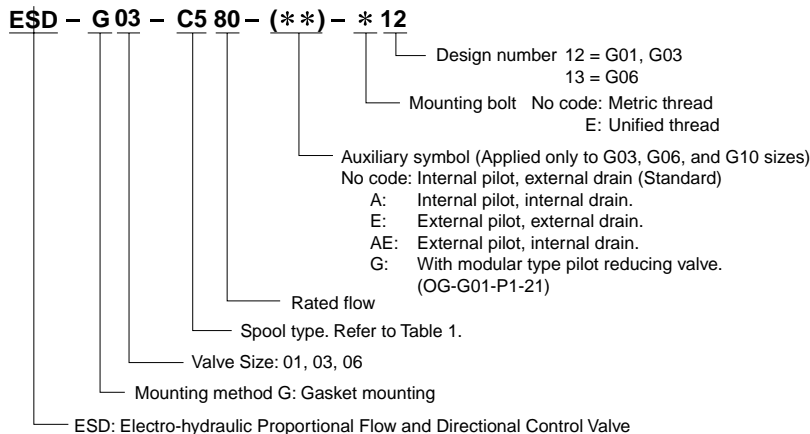 ESD - G 03 - C5 80 - (**) - * 12
Design number 12 = G01, G03
13 = G06
Mounting bolt No code: Metric thread
E: Unified thread
Auxiliary symbol (Applied only to G03, G06, and G10 sizes)
No code: Internal pilot, external drain (Standard)
A: Internal pilot, internal drain.
E: External pilot, external drain.
AE: External pilot, internal drain.
G: With modular type pilot reducing valve.
(OG-G01-P1-21)
Rated flow
Spool type. Refer to Table 1.
Valve Size: 01, 03, 06
Mounting method G: Gasket mounting
ESD: Electro-hydraulic Proportional Flow and Directional Control Valve